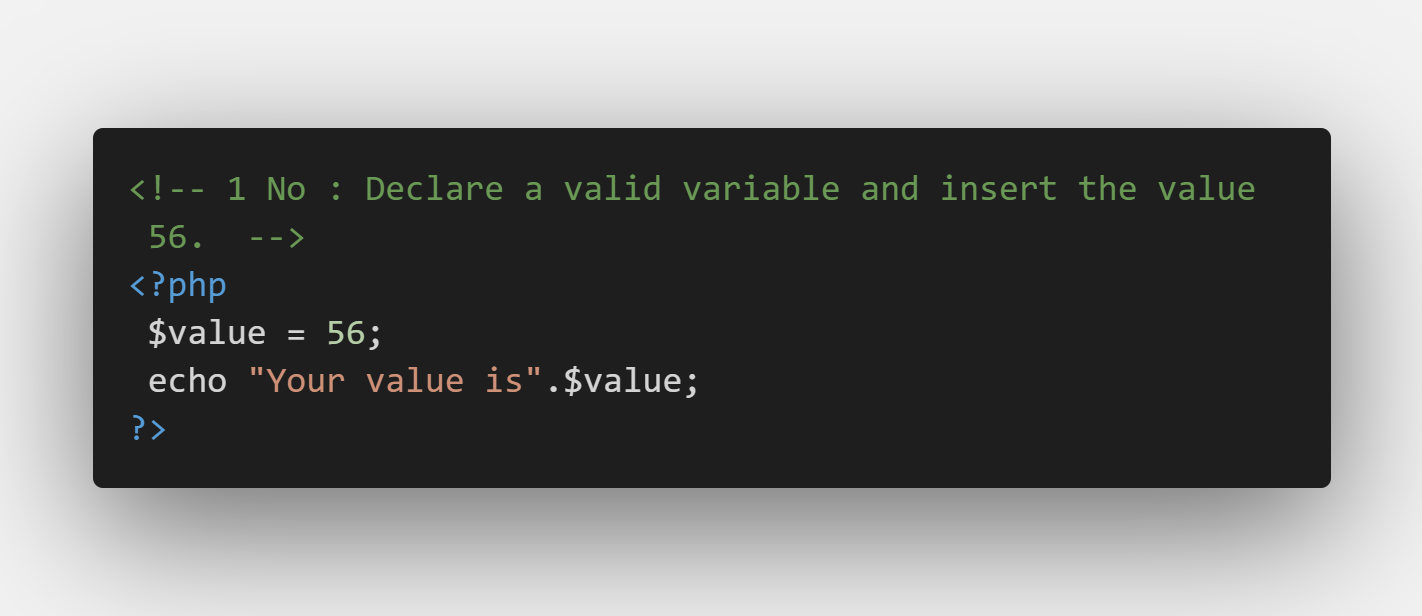 <!-- 1 No : Declare a valid variable and insert the value
56.  -->
<?php
$value = 56;
echo "Your value is".$value;
?>